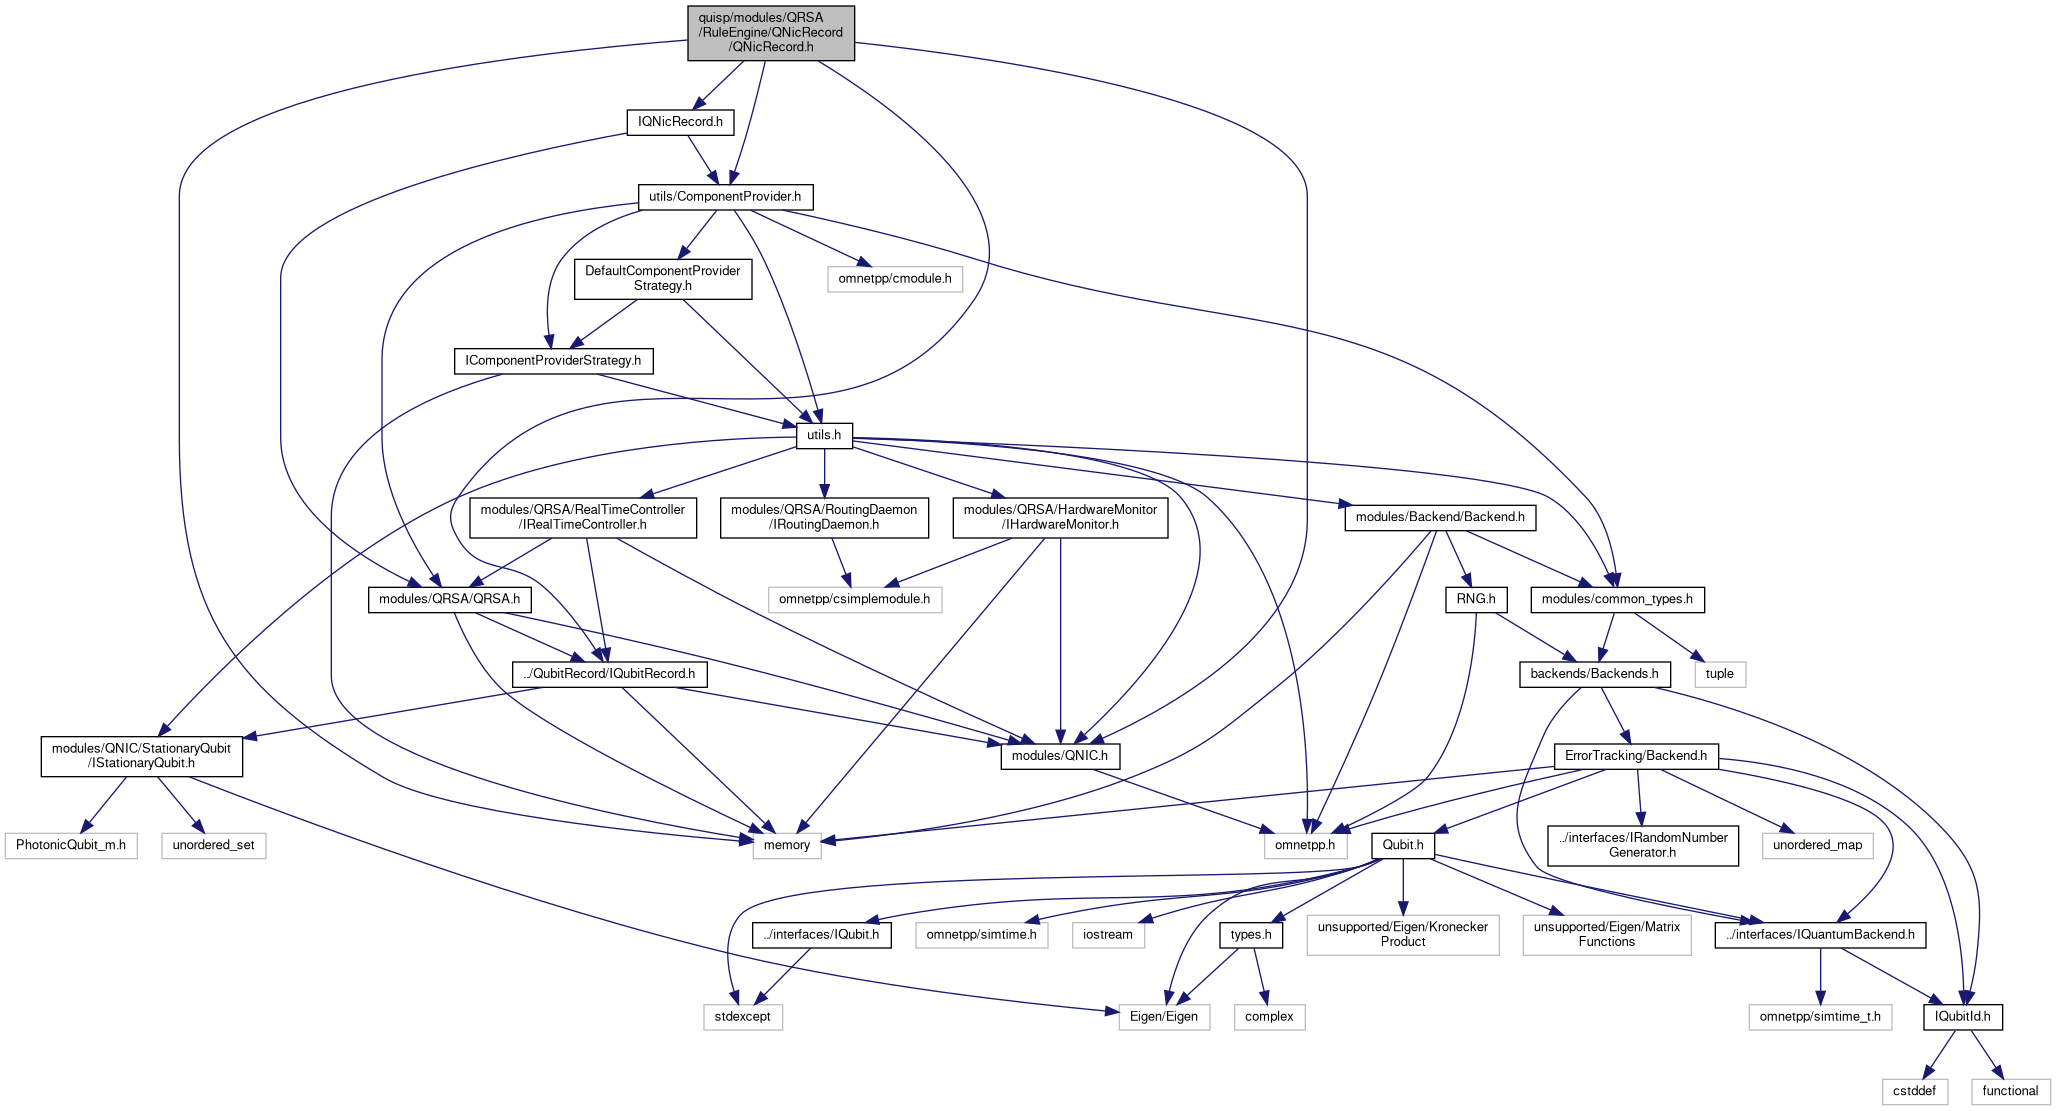 quisp/modules/QRSA
/RuleEngine/QNicRecord
/QNicRecord.h
IQNicRecord.h
utils/ComponentProvider.h
DefaultComponentProvider
Strategy.h
omnetpp/cmodule.h
IComponentProviderStrategy.h
utils.h
modules/QRSA/RealTimeController
/IRealTimeController.h
modules/QRSA/RoutingDaemon
/IRoutingDaemon.h
modules/QRSA/HardwareMonitor
/IHardwareMonitor.h
modules/Backend/Backend.h
modules/QRSA/QRSA.h
omnetpp/csimplemodule.h
RNG.h
modules/common_types.h
../QubitRecord/IQubitRecord.h
backends/Backends.h
tuple
modules/QNIC/StationaryQubit
/IStationaryQubit.h
modules/QNIC.h
ErrorTracking/Backend.h
PhotonicQubit_m.h
unordered_set
memory
omnetpp.h
Qubit.h
../interfaces/IRandomNumber
Generator.h
unordered_map
../interfaces/IQubit.h
omnetpp/simtime.h
iostream
types.h
unsupported/Eigen/Kronecker
Product
unsupported/Eigen/Matrix
Functions
../interfaces/IQuantumBackend.h
stdexcept
Eigen/Eigen
complex
omnetpp/simtime_t.h
IQubitId.h
cstddef
functional